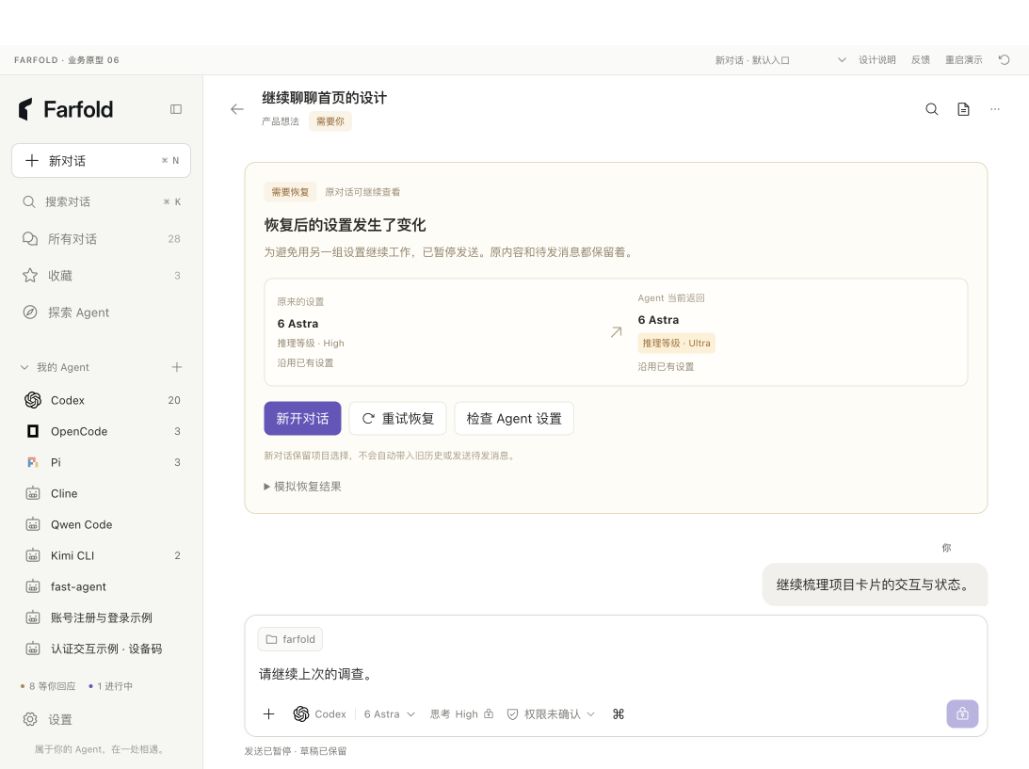 FARFOLD · 业务原型 06
新对话 · 默认入口
设计说明
反馈
重启演示
Farfold
新对话
⌘ N
搜索对话
⌘ K
所有对话
28
收藏
3
探索 Agent
我的 Agent
Codex
20
OpenCode
3
Pi
3
Cline
Qwen Code
Kimi CLI
2
fast-agent
账号注册与登录示例
认证交互示例 · 设备码
8 等你回应
1 进行中
设置
属于你的 Agent，在一处相遇。
继续聊聊首页的设计
产品想法
需要你
需要恢复
原对话可继续查看
恢复后的设置发生了变化
为避免用另一组设置继续工作，已暂停发送。原内容和待发消息都保留着。
原来的设置
6 Astra
推理等级 · High
沿用已有设置
Agent 当前返回
6 Astra
推理等级 · Ultra
沿用已有设置
新开对话
重试恢复
检查 Agent 设置
新对话保留项目选择，不会自动带入旧历史或发送待发消息。
模拟恢复结果
你
继续梳理项目卡片的交互与状态。
farfold
请继续上次的调查。
Codex
6 Astra
思考 High
权限未确认
⌘
发送已暂停 · 草稿已保留